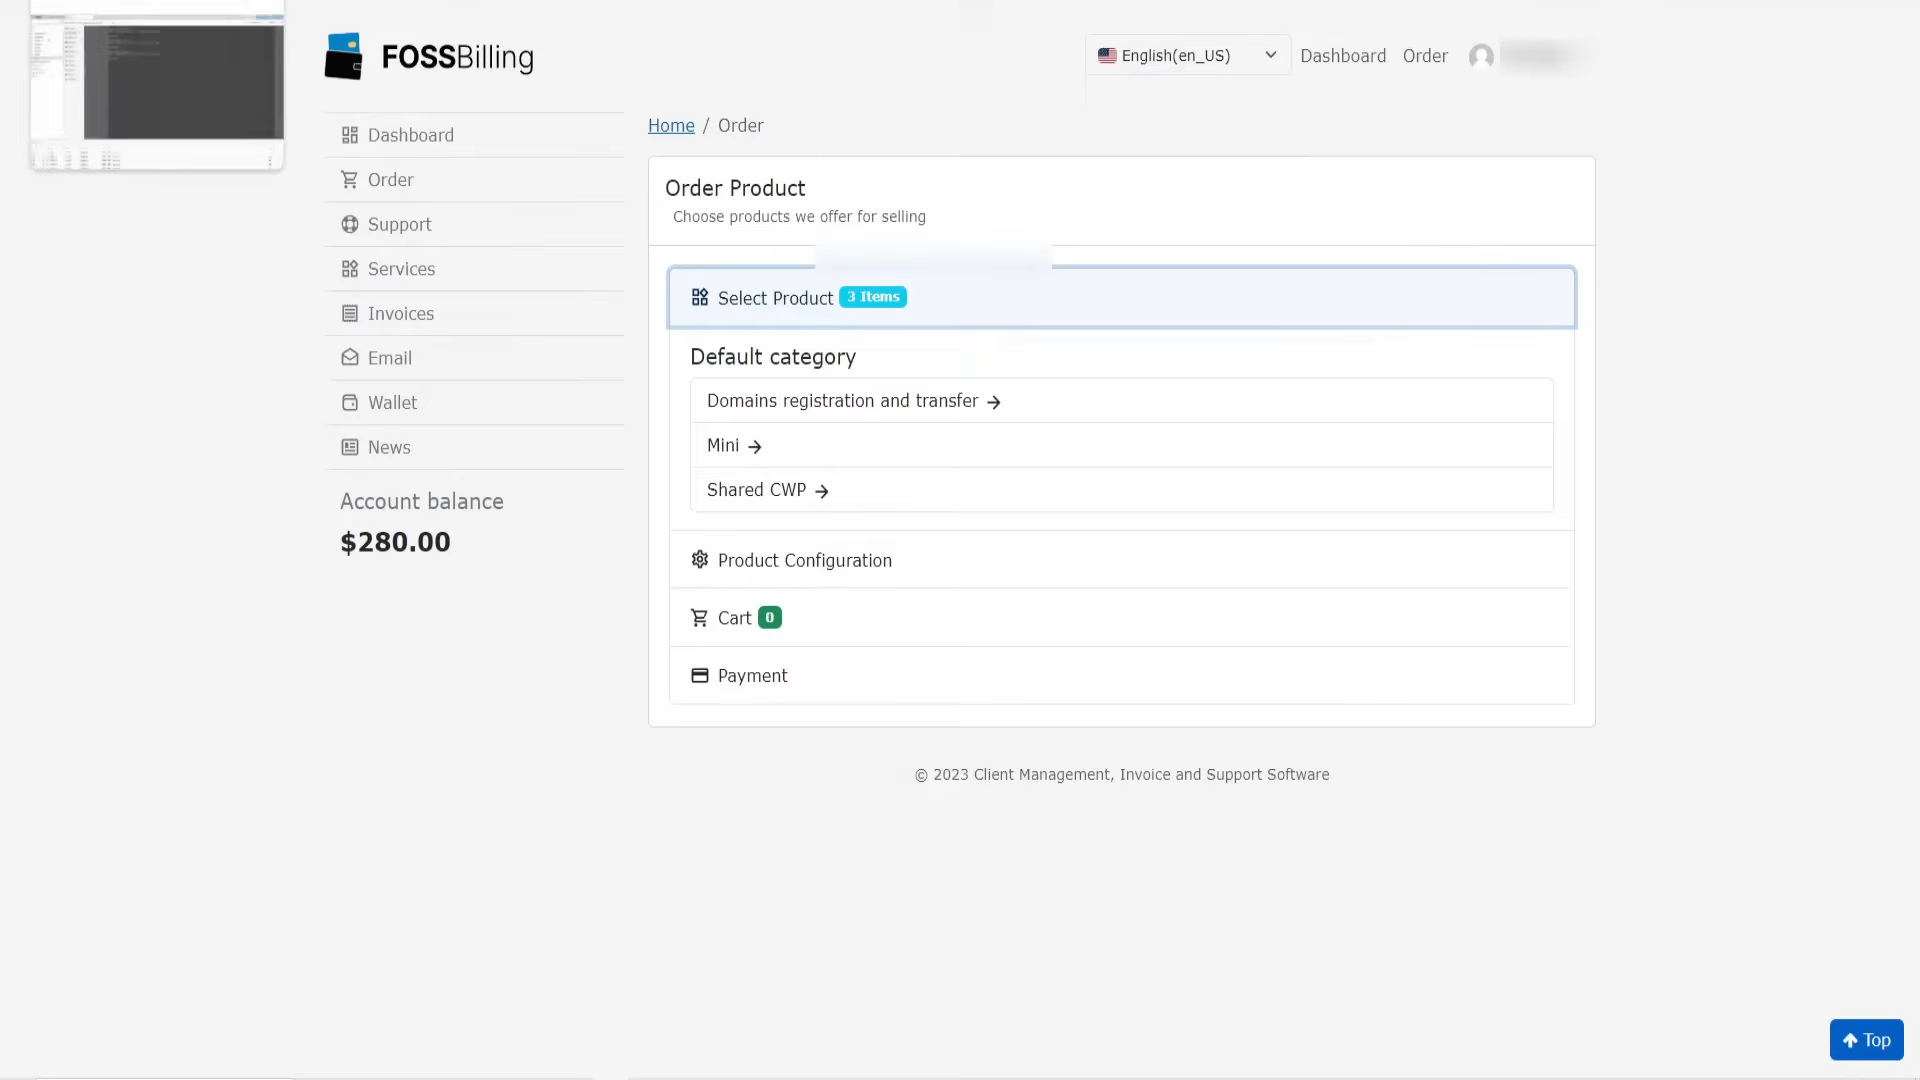 FOSSBilling
English(en_US)
Dashboard
Order
Dashboard
Order
Support
Services
Invoices
Email
Wallet
News
Account balance
$280.00
Home / Order
Order Product
Choose products we offer for selling
Select Product 3 Items
Default category
Domains registration and transfer →
Mini →
Shared CWP →
Product Configuration
Cart 0
Payment
© 2023 Client Management, Invoice and Support Software
Top